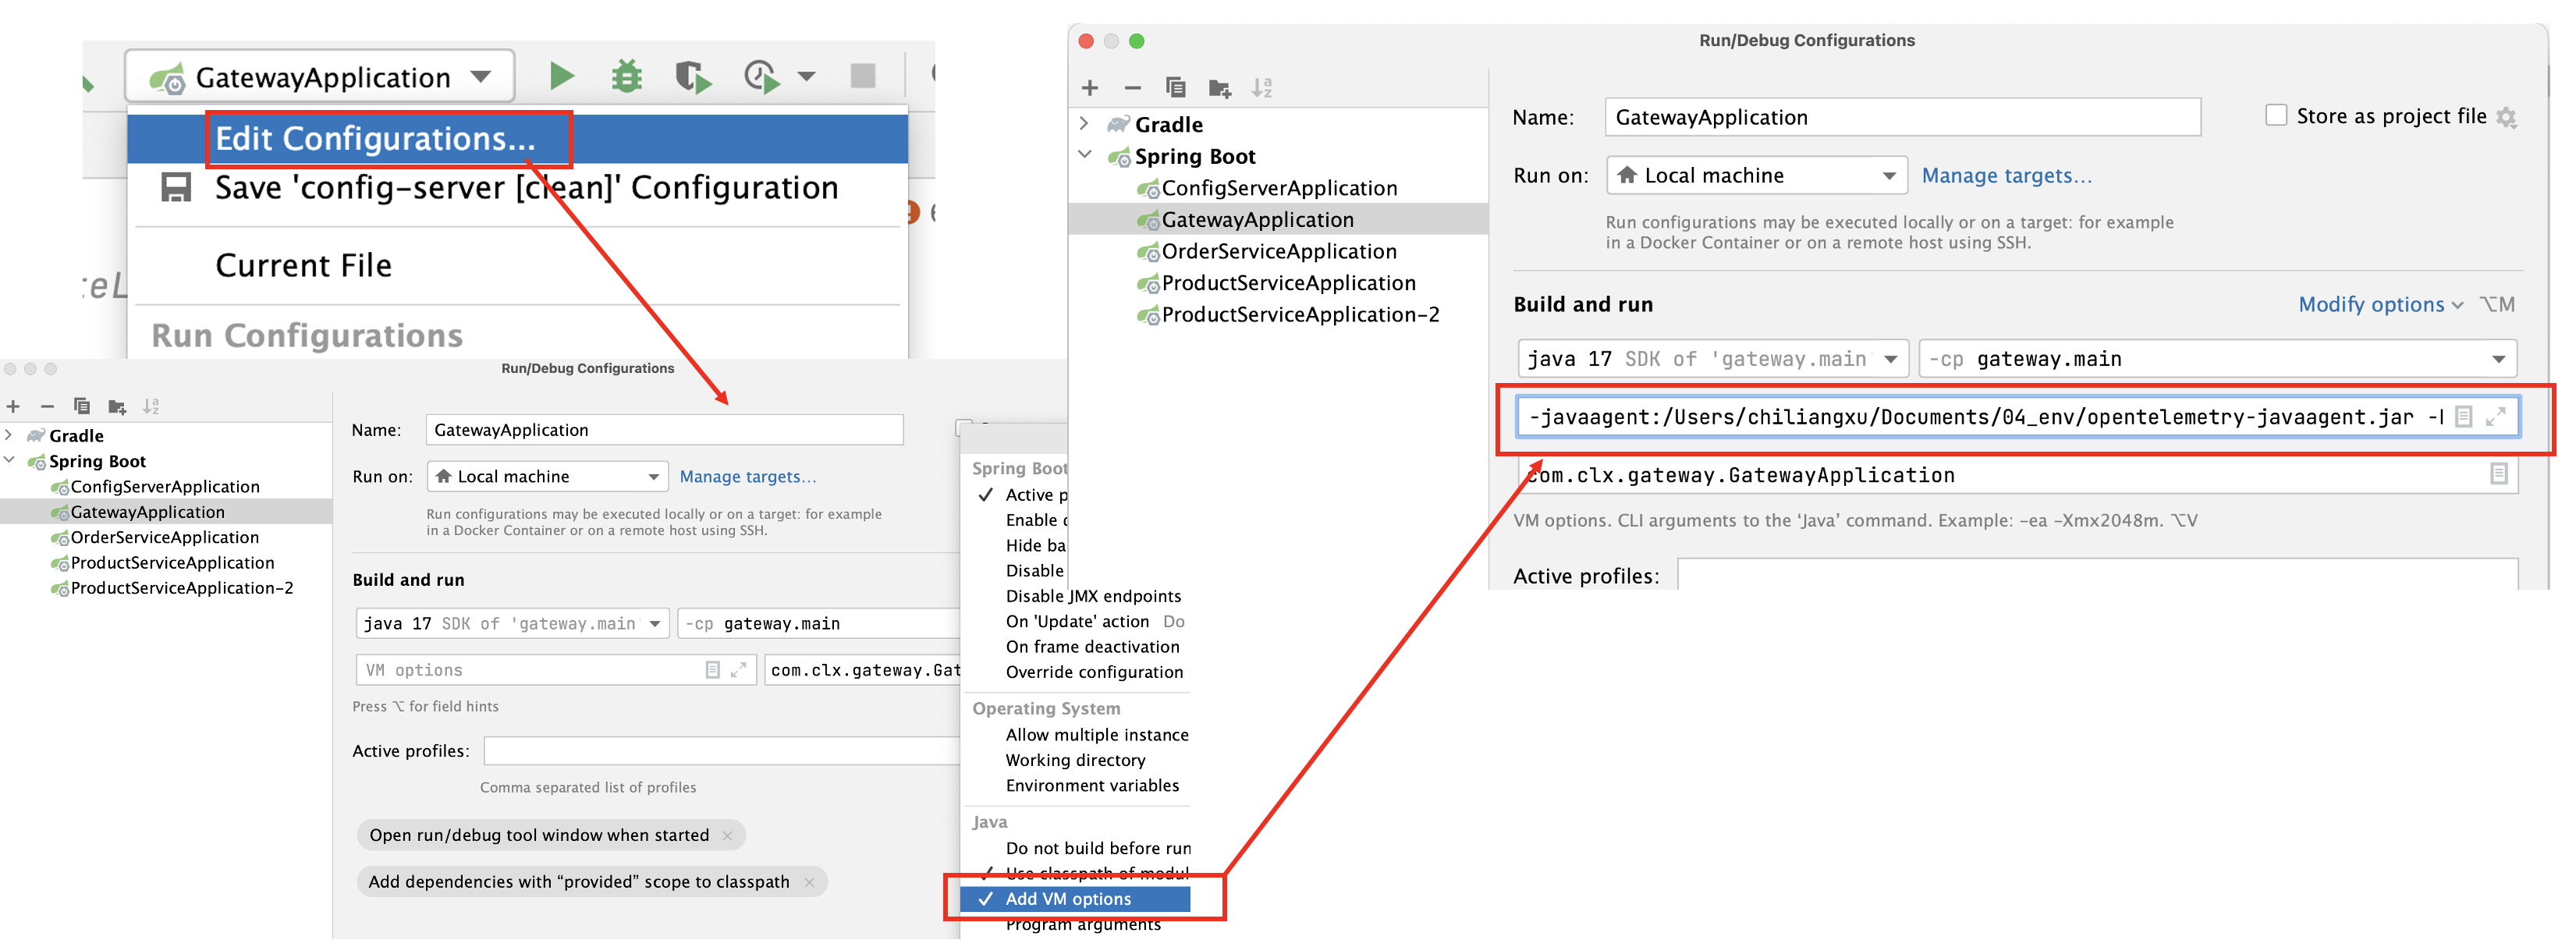 GatewayApplication
Edit Configurations...
Save 'config-server [clean]' Configuration
Current File
Run Configurations
Run/Debug Configurations
Gradle
Spring Boot
ConfigServerApplication
GatewayApplication
OrderServiceApplication
ProductServiceApplication
ProductServiceApplication-2
Name: GatewayApplication
Run on: Local machine Manage targets...
Run configurations may be executed locally or on a target: for example
in a Docker Container or on a remote host using SSH.
Build and run
java 17 SDK of 'gateway.main' -cp gateway.main
VM options com.clx.gateway.Gat
Press ⌥ for field hints
Active profiles:
Comma separated list of profiles
Open run/debug tool window when started ×
Add dependencies with “provided” scope to classpath ×
Spring Boot
Active p
Enable
Hide ba
Disable
Disable JMX endpoints
On 'Update' action Do
On frame deactivation
Override configuration
Operating System
Allow multiple instance
Working directory
Environment variables
Java
Do not build before run
Use classpath of modul
Add VM options
Program arguments
Run/Debug Configurations
Gradle
Spring Boot
ConfigServerApplication
GatewayApplication
OrderServiceApplication
ProductServiceApplication
ProductServiceApplication-2
Name: GatewayApplication Store as project file
Run on: Local machine Manage targets...
Run configurations may be executed locally or on a target: for example
in a Docker Container or on a remote host using SSH.
Build and run Modify options ⌥M
java 17 SDK of 'gateway.main -cp gateway.main
-javaagent:/Users/chiliangxu/Documents/04_env/opentelemetry-javaagent.jar
com.clx.gateway.GatewayApplication
VM options. CLI arguments to the ‘Java’ command. Example: -ea -Xmx2048m. ⌥V
Active profiles: